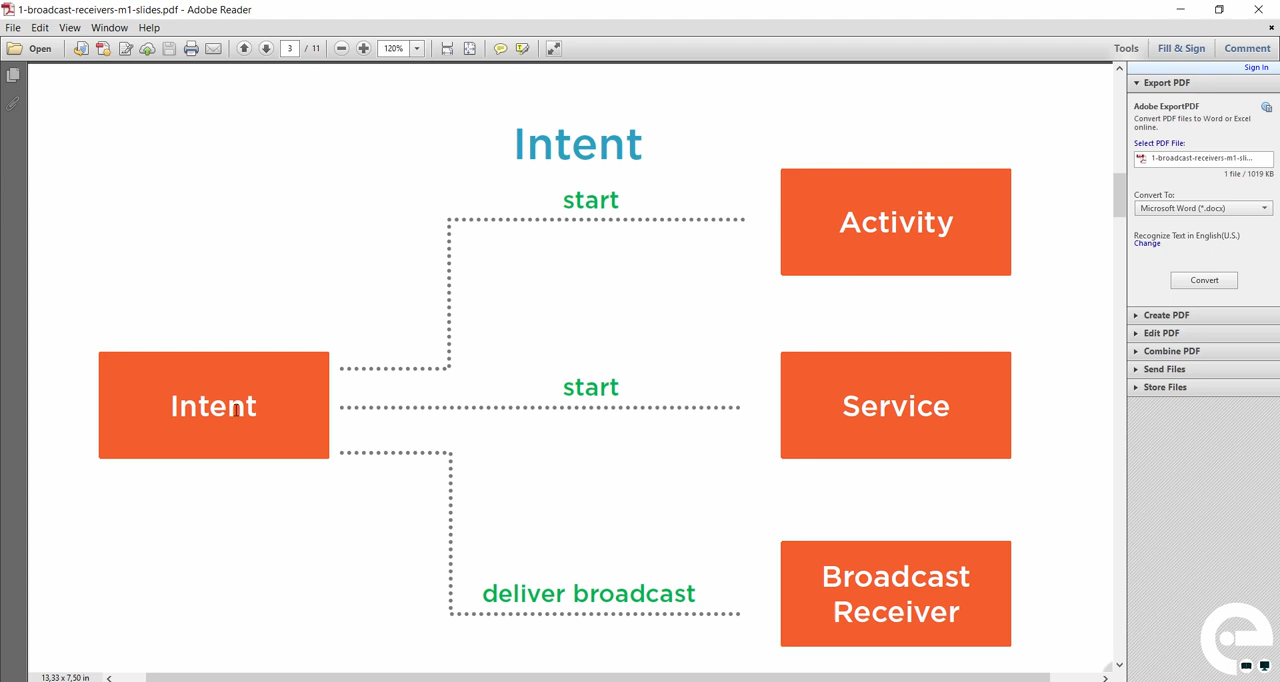 1-broadcast-receivers-m1-slides.pdf - Adobe Reader
File Edit View Window Help
Open 3 / 11 120% Tools Fill & Sign Comment
Sign In
Export PDF
Adobe ExportPDF
Convert PDF files to Word or Excel
online.
Select PDF File:
1-broadcast-receivers-m1-sli...
1 file / 1019 KB
Convert To:
Microsoft Word (*.docx)
Recognize Text in English(U.S.)
Change
Convert
Create PDF
Edit PDF
Combine PDF
Send Files
Store Files
Intent
start
Activity
Intent
start
Service
deliver broadcast
Broadcast
Receiver
13,33 x 7,50 in